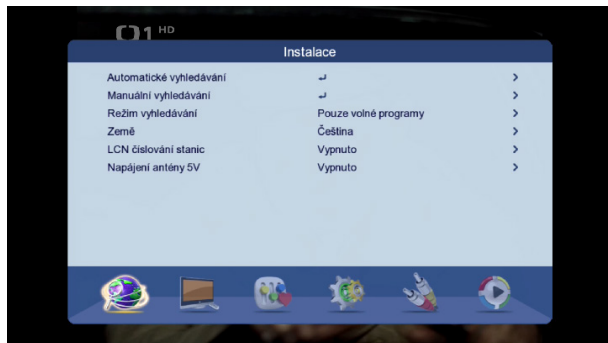 1 HD
Instalace
Automatické vyhledávání
Manuální vyhledávání
Režim vyhledávání Pouze volné programy
Země Čeština
LCN číslování stanic Vypnuto
Napájení antény 5V Vypnuto